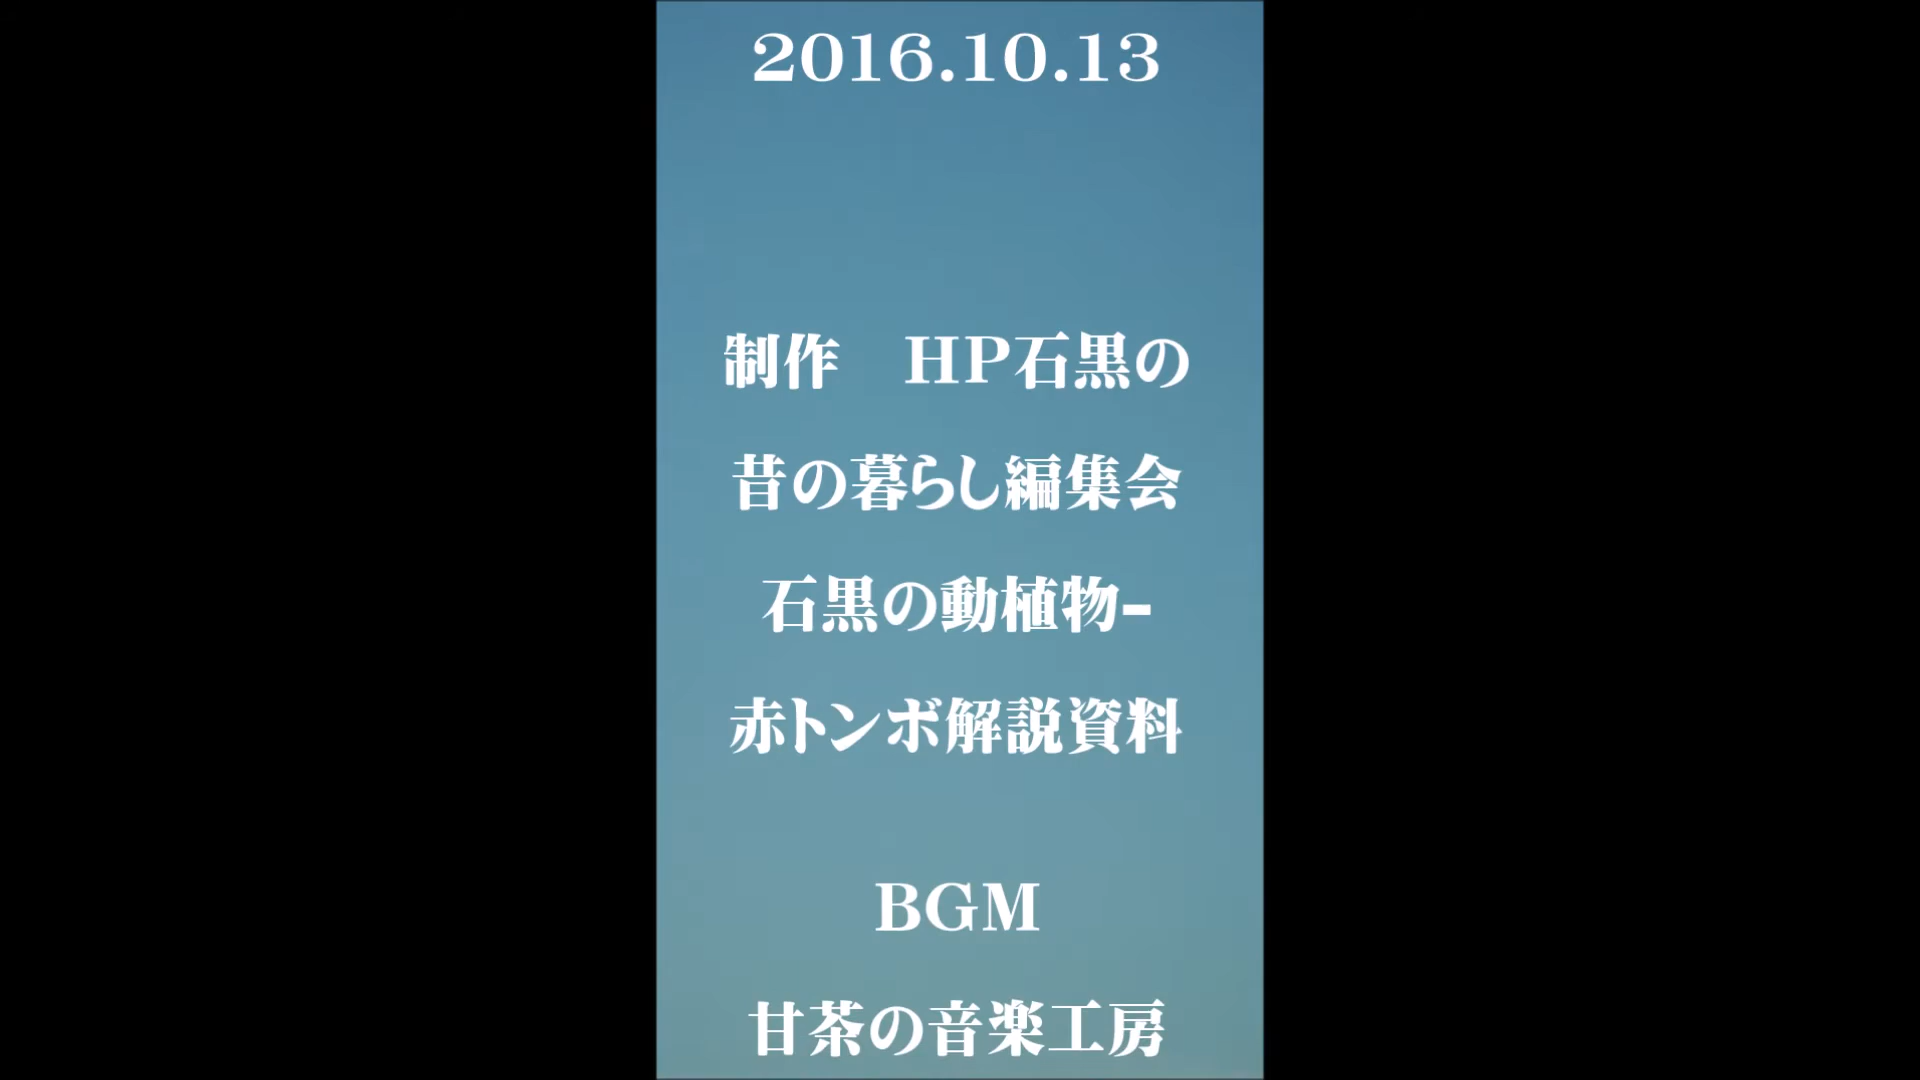 2016.10.13
制作　HP石黒の
昔の暮らし編集会
石黒の動植物-
赤トンボ解説資料
BGM
甘茶の音楽工房